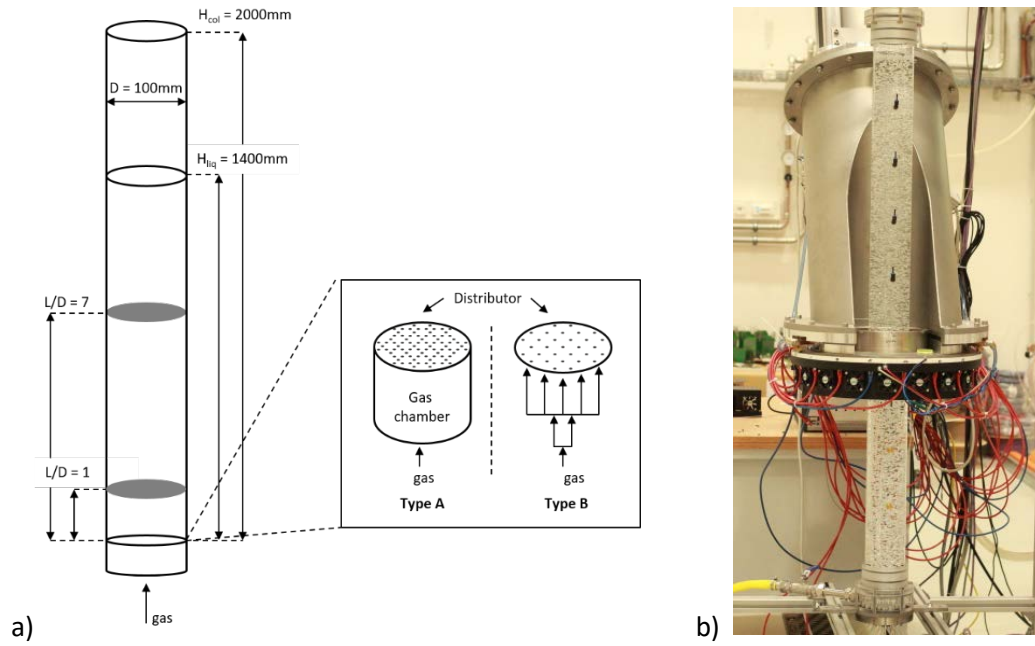 H_col = 2000mm
D = 100mm
H_liq = 1400mm
L/D = 7
L/D = 1
gas
Distributor
Gas
chamber
gas
gas
Type A
Type B
a)
b)